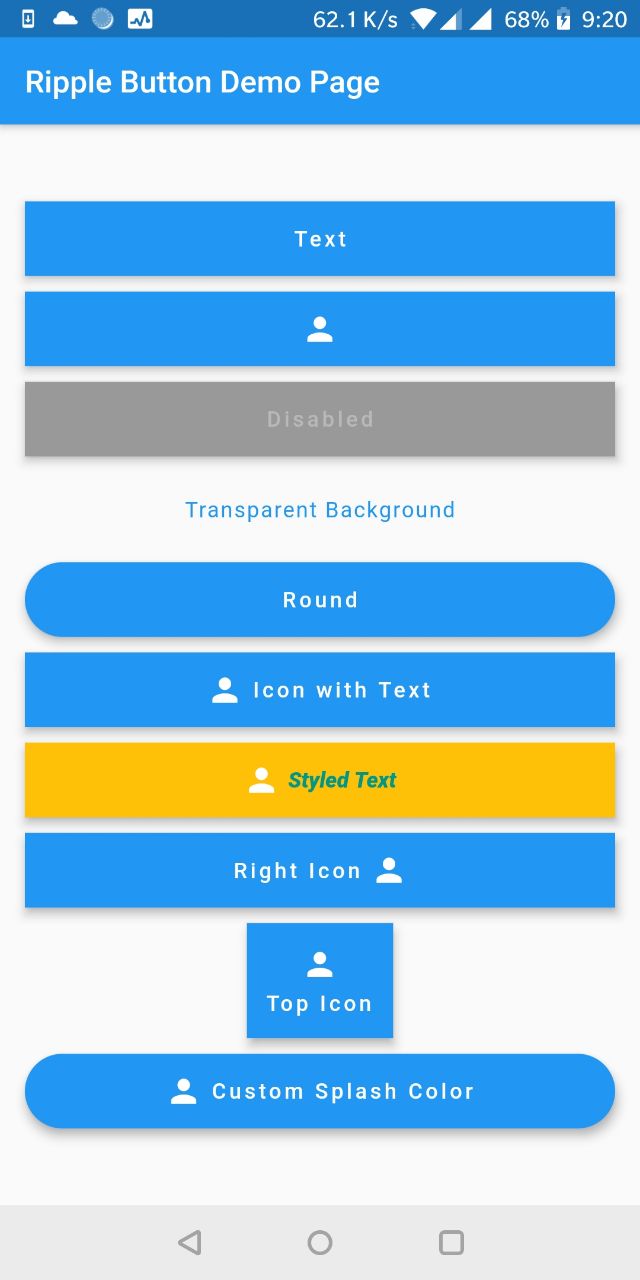 62.1 K/s 68% 9:20
Ripple Button Demo Page
Text
Disabled
Transparent Background
Round
Icon with Text
Styled Text
Right Icon
Top Icon
Custom Splash Color